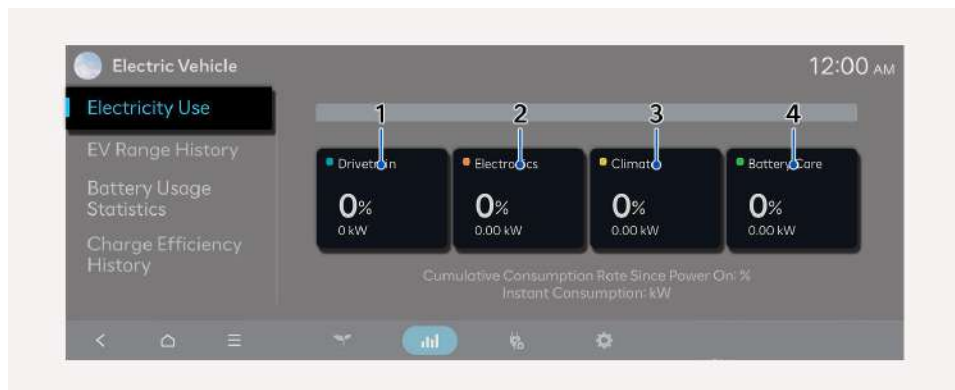 Electric Vehicle
12:00 AM
Electricity Use
EV Range History
Battery Usage
Statistics
Charge Efficiency
History
1
2
3
4
Drivetrain
0%
0 kW
Electronics
0%
0.00 kW
Climate
0%
0.00 kW
Battery Care
0%
0.00 kW
Cumulative Consumption Rate Since Power On: %
Instant Consumption: kW